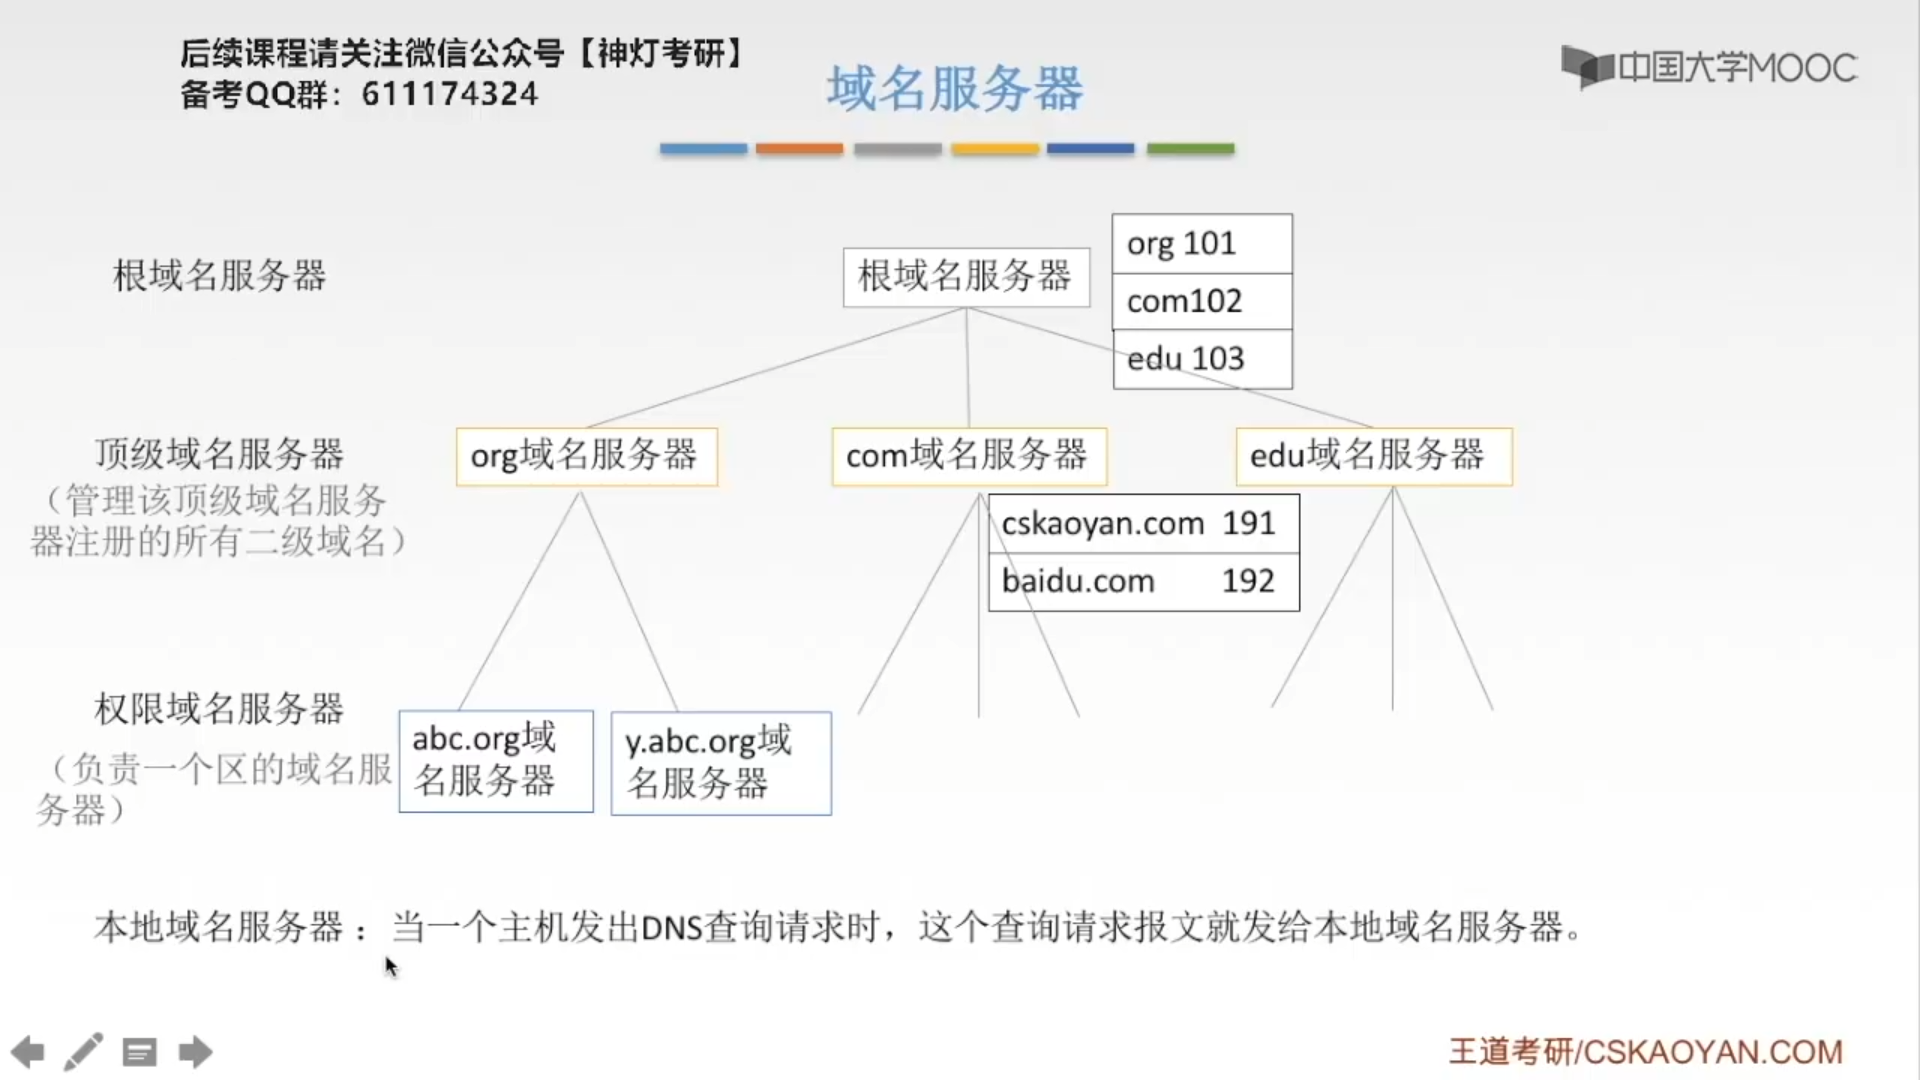 后续课程请关注微信公众号【神灯考研】
备考QQ群：611174324
域名服务器
中国大学MOOC
根域名服务器
根域名服务器
org 101
com102
edu 103
顶级域名服务器
（管理该顶级域名服务
器注册的所有二级域名）
org域名服务器
com域名服务器
edu域名服务器
cskaoyan.com 191
baidu.com 192
权限域名服务器
（负责一个区的域名服
务器）
abc.org域
名服务器
y.abc.org域
名服务器
本地域名服务器：当一个主机发出DNS查询请求时，这个查询请求报文就发给本地域名服务器。
王道考研/CSKAOYAN.COM